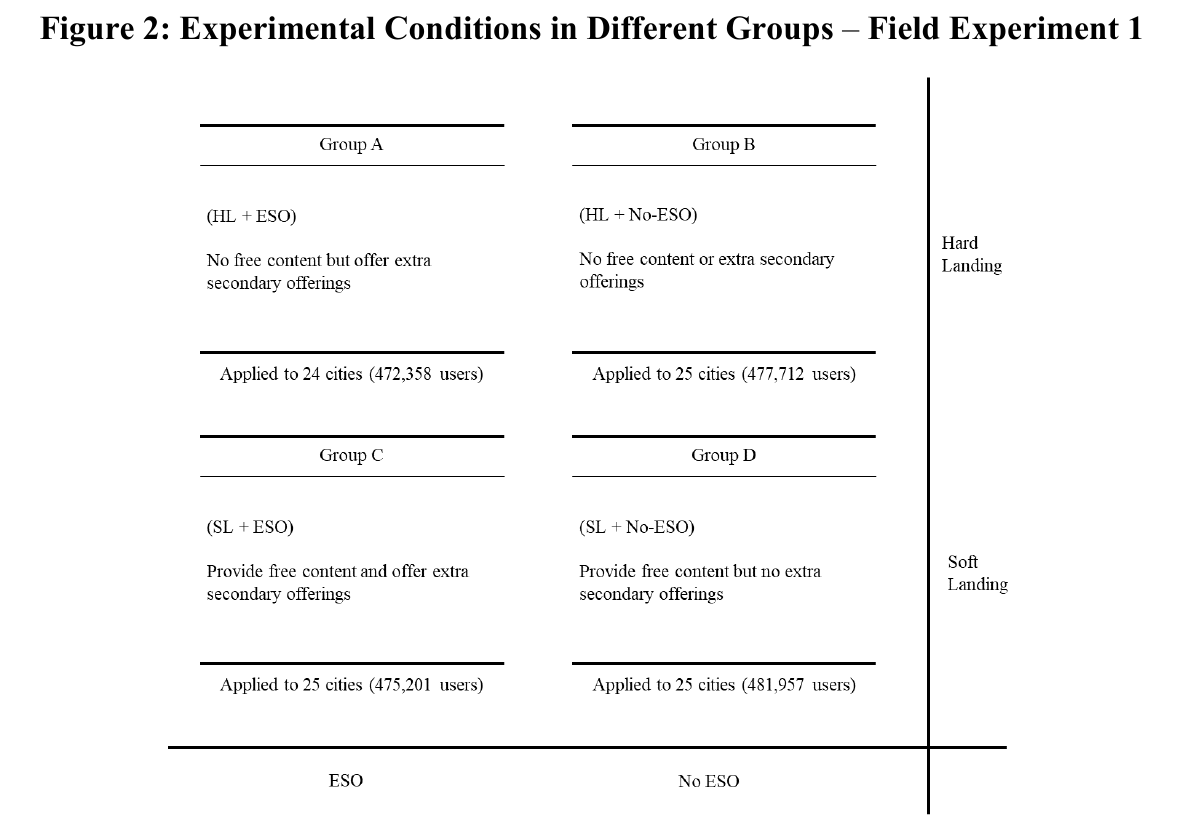 Figure 2: Experimental Conditions in Different Groups – Field Experiment 1
Group A
(HL + ESO)
No free content but offer extra
secondary offerings
Applied to 24 cities (472,358 users)
Group B
(HL + No-ESO)
No free content or extra secondary
offerings
Applied to 25 cities (477,712 users)
Hard
Landing
Group C
(SL + ESO)
Provide free content and offer extra
secondary offerings
Applied to 25 cities (475,201 users)
Group D
(SL + No-ESO)
Provide free content but no extra
secondary offerings
Applied to 25 cities (481,957 users)
Soft
Landing
ESO
No ESO